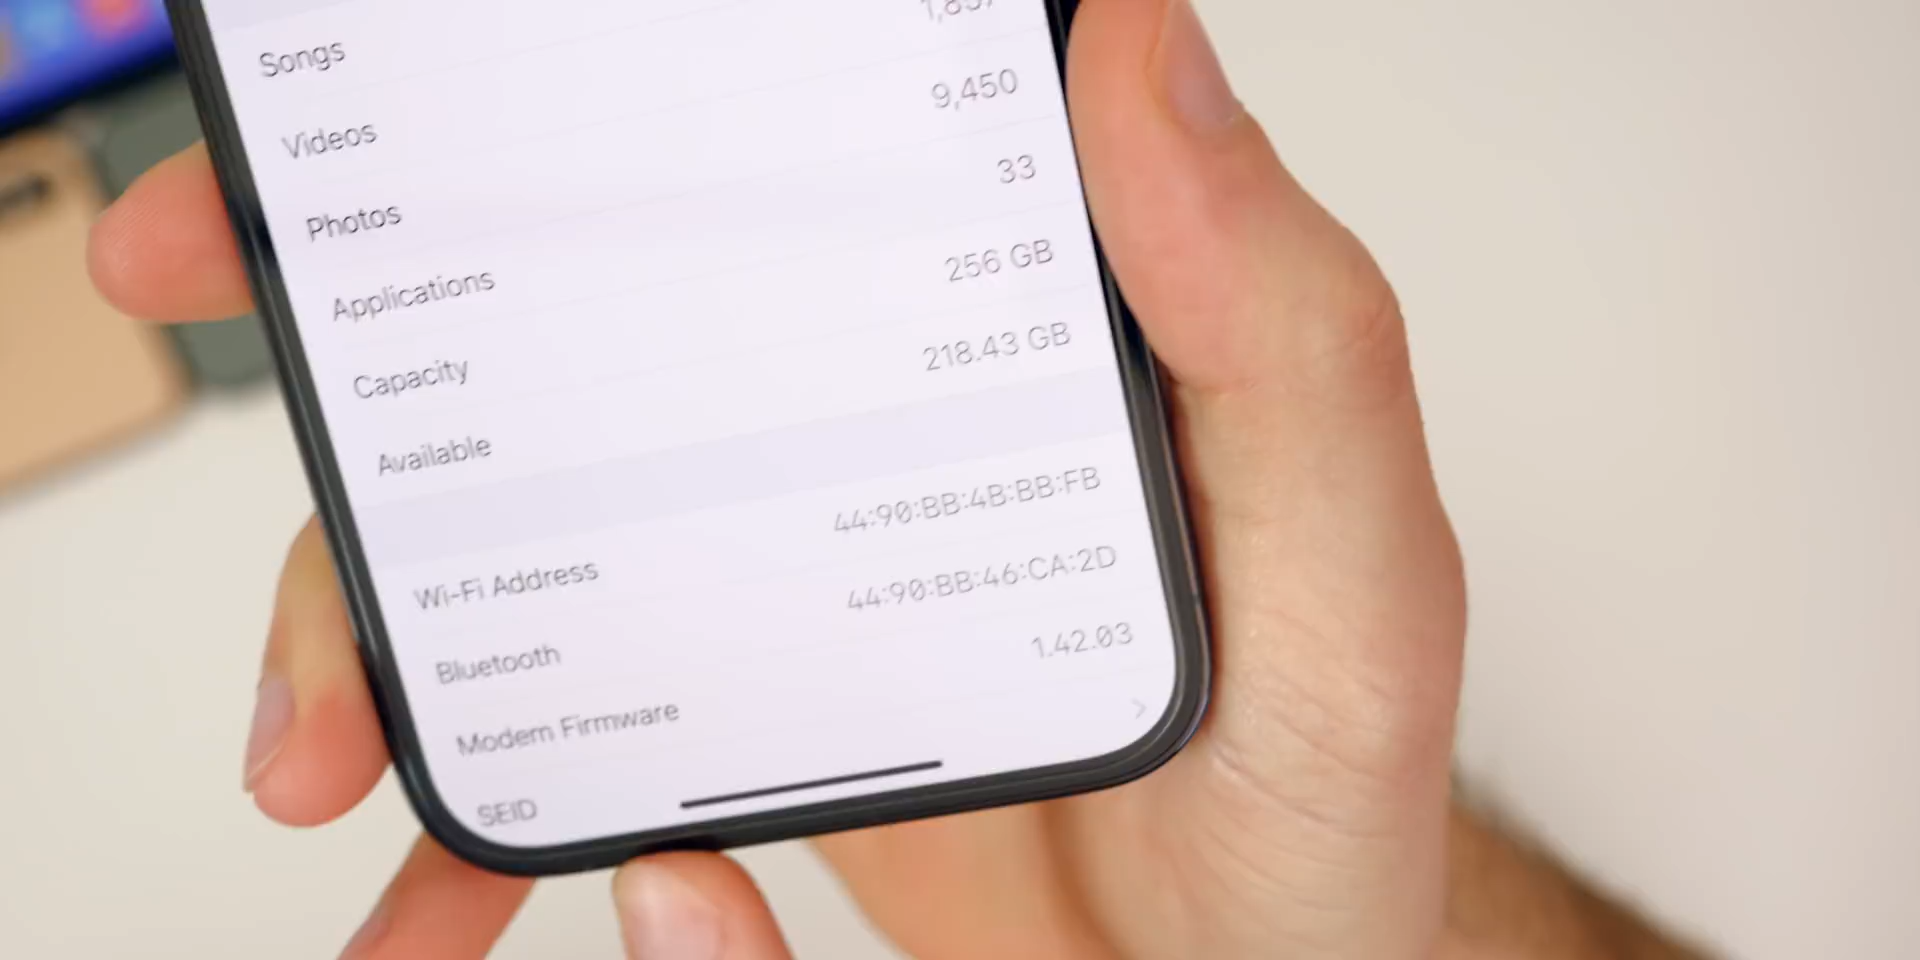 Songs
Videos
Photos 9,450
Applications 33
Capacity 256 GB
Available 218.43 GB
Wi-Fi Address 44:90:BB:4B:BB:FB
Bluetooth 44:90:BB:46:CA:2D
Modem Firmware 1.42.03
SEID